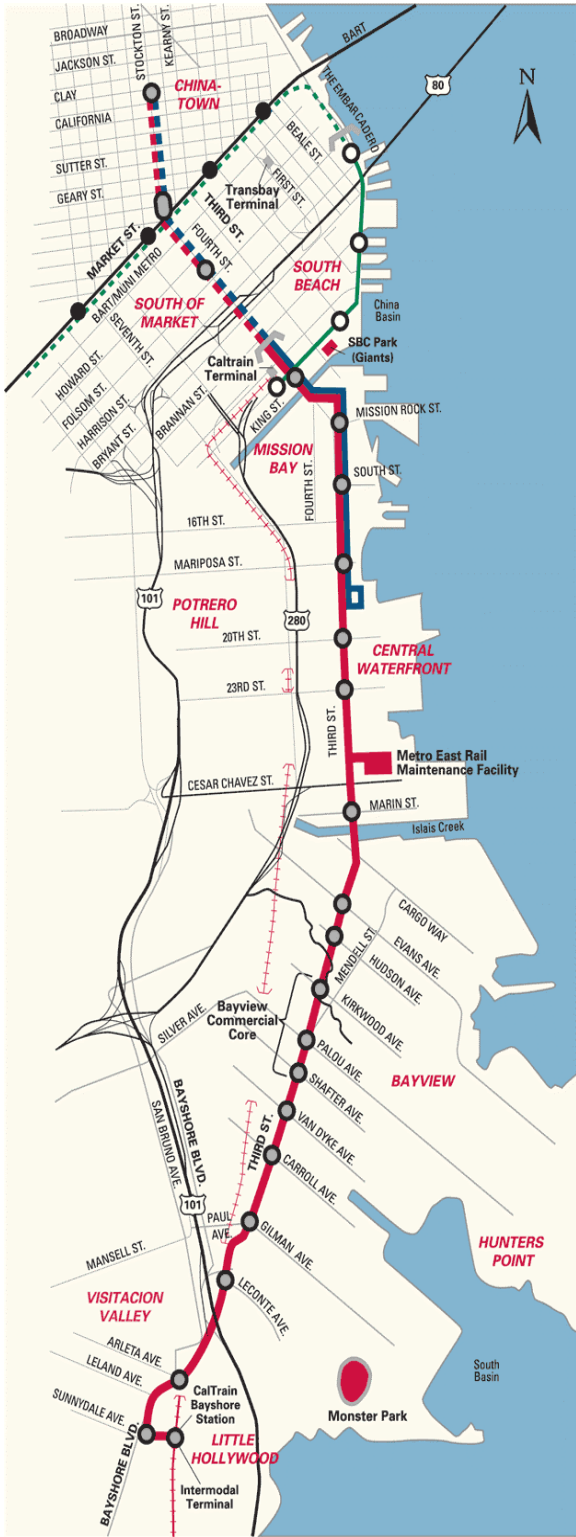 BROADWAY
STOCKTON ST.
KEARNY ST.
BART
JACKSON ST.
CHINA-
TOWN
CLAY
CALIFORNIA
THE EMBARCADERO
80
N
BEALE ST.
SUTTER ST.
FIRST ST.
GEARY ST.
Transbay
Terminal
THIRD ST.
MARKET ST.
FOURTH ST.
BART/MUNI METRO
SOUTH
BEACH
SOUTH OF
MARKET
China
Basin
SEVENTH ST.
SBC Park
(Giants)
HOWARD ST.
Caltrain
Terminal
FOLSOM ST.
HARRISON ST.
BRANNAN ST.
BRYANT ST.
KING ST.
MISSION ROCK ST.
MISSION
BAY
FOURTH ST.
SOUTH ST.
16TH ST.
MARIPOSA ST.
101
POTRERO
HILL
280
20TH ST.
CENTRAL
WATERFRONT
23RD ST.
THIRD ST.
Metro East Rail
Maintenance Facility
CESAR CHAVEZ ST.
MARIN ST.
Islais Creek
CARGO WAY
MENDELL ST.
EVANS AVE.
HUDSON AVE.
Bayview
Commercial
Core
KIRKWOOD AVE.
SILVER AVE.
PALOU AVE.
SHAFTER AVE.
BAYVIEW
BAYSHORE BLVD.
SAN BRUNO AVE.
VAN DYKE AVE.
THIRD ST.
CARROLL AVE.
101
PAUL
AVE.
GILMAN AVE.
MANSELL ST.
HUNTERS
POINT
LECONTE AVE.
VISITACION
VALLEY
ARLETA AVE.
LELAND AVE.
South
Basin
SUNNYDALE AVE.
CalTrain
Bayshore
Station
Monster Park
LITTLE
HOLLYWOOD
BAYSHORE BLVD.
Intermodal
Terminal